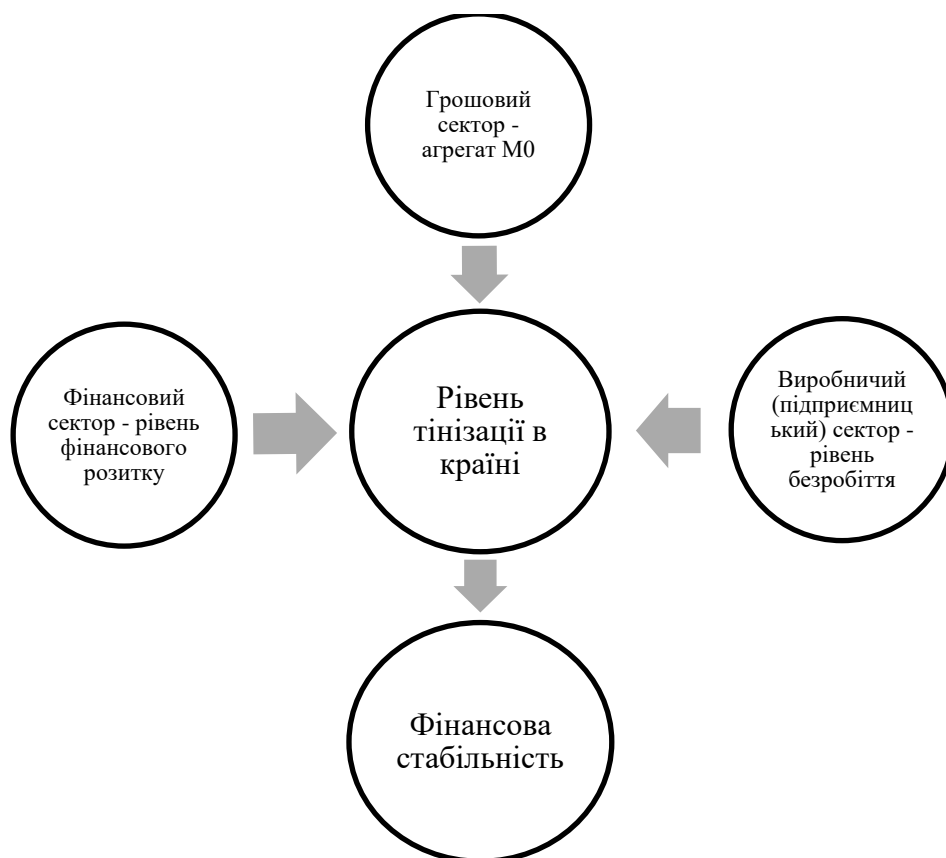 Грошовий
сектор -
агрегат М0
Фінансовий
сектор - рівень
фінансового
розитку
Рівень
тінізації в
країні
Виробничий
(підприємниц
ький) сектор -
рівень
безробіття
Фінансова
стабільність